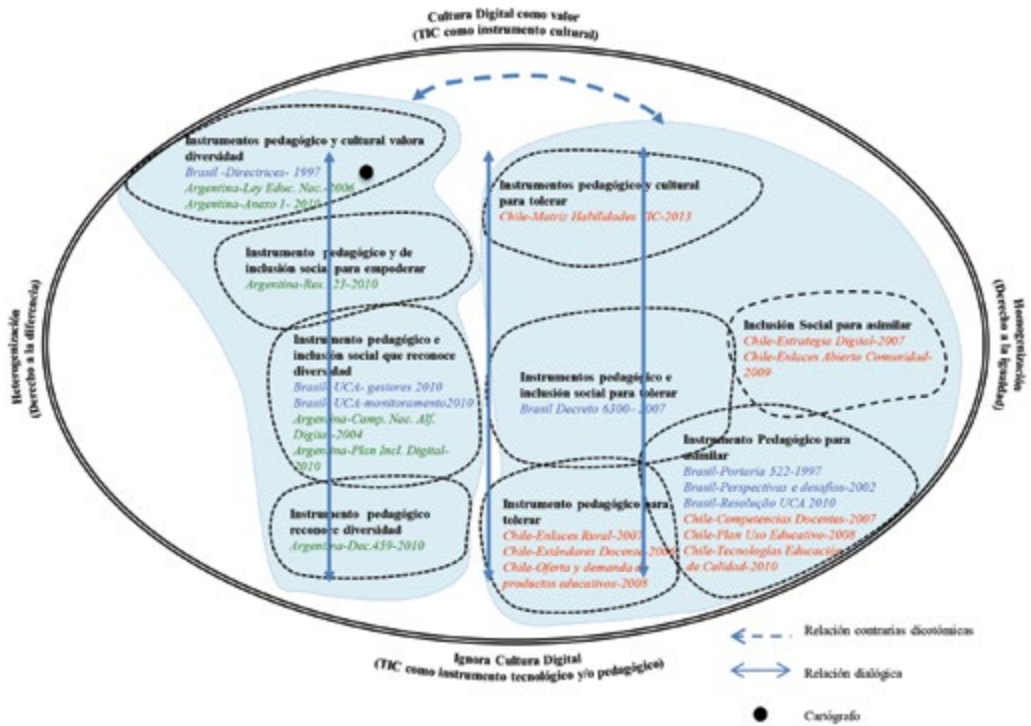 Cultura Digital como valor
(TIC como instrumento cultural)
Heterogenización
(Derecho a la diferencia)
Instrumentos pedagógico y cultural valora
diversidad
Brasil -Directrices- 1997
Argentina-Ley Educ. Nac.-2006
Argentina-Anexo I- 2010
Instrumento pedagógico y de
inclusión social para empoderar
Argentina-Res. 123-2010
Instrumento pedagógico e
inclusión social que reconoce
diversidad
Brasil- UCA- gestores 2010
Brasil-UCA-monitoramento2010
Argentina-Camp. Nac. Alf.
Digital-2004
Argentina-Plan Incl. Digital-
2010
Instrumento pedagógico
reconoce diversidad
Argentina-Dec.459-2010
Instrumentos pedagógico y cultural
para tolerar
Chile-Matriz Habilidades TIC-2013
Instrumentos pedagógico e
inclusión social para tolerar
Brasil Decreto 6300- 2007
Instrumento pedagógico para
tolerar
Chile-Enlaces Rural-2007
Chile-Estándares Docente
Chile-Oferta y demanda
productos educativos-2008
Inclusión Social para asimilar
Chile-Estrategia Digital-2007
Chile-Enlaces Abierto Comunidad-
2009
Instrumento Pedagógico para
asimilar
Brasil-Portaria 522-1997
Brasil-Perspectivas e desafios-2002
Brasil-Resolução UCA 2010
Chile-Competencias Docentes-2007
Chile-Plan Uso Educativo-2008
Chile-Tecnologías Educación
de Calidad-2010
Homogenización
(Derecho a la igualdad)
Ignora Cultura Digital
(TIC como instrumento tecnológico y/o pedagógico)
Relación contrarias dicotómicas
Relación dialógica
Cartógrafo